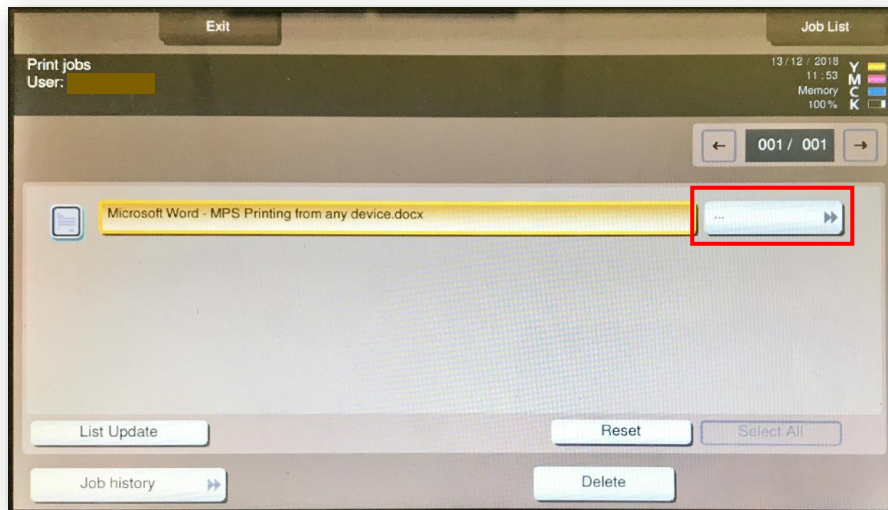 Exit
Job List
Print jobs
User:
13/12/2018
11:53
Memory
100%
Y
M
C
K
← 001/ 001 →
Microsoft Word - MPS Printing from any device.docx
...
List Update
Reset
Select All
Job history
Delete